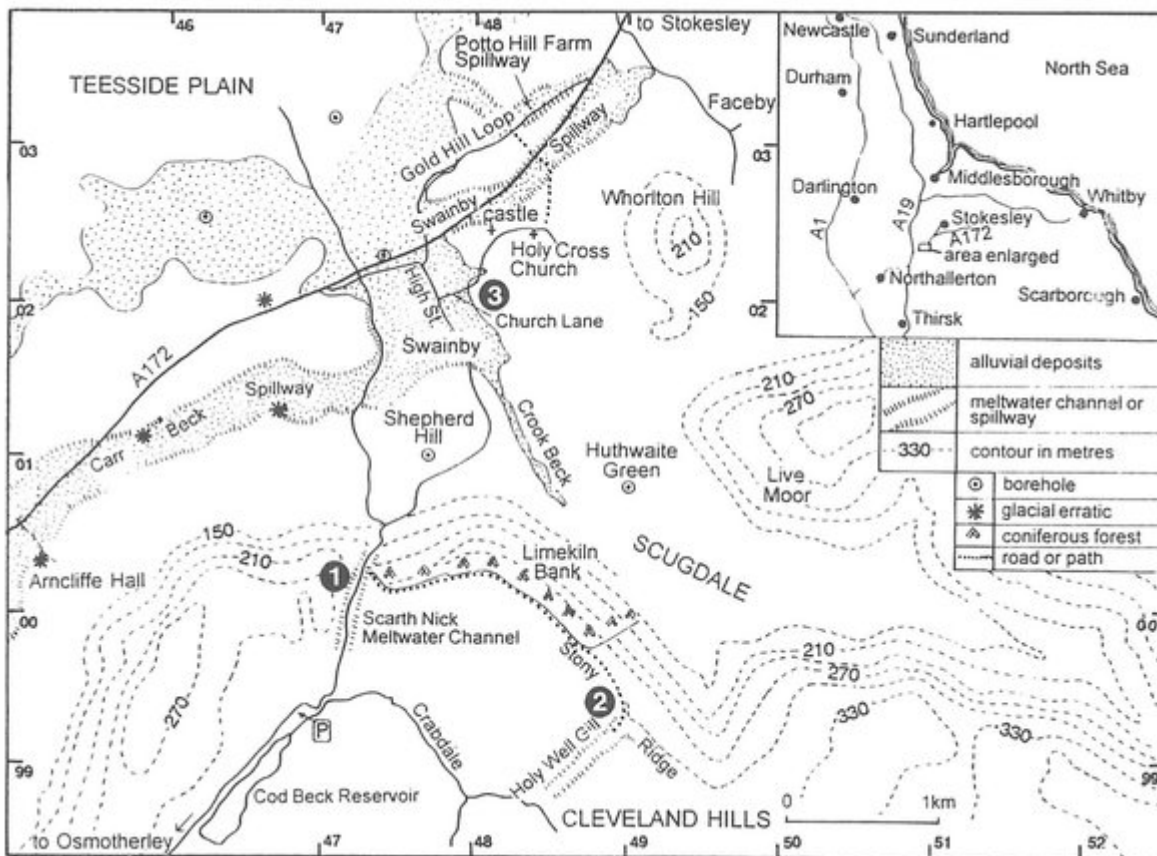 46
47
48
to Stokesley
Potto Hill Farm
Spillway
TEESSIDE PLAIN
Faceby
03
Gold Hill Loop
Spillway
Swainby
castle
Whorlton Hill
210
150
Holy Cross
Church
02
High St.
3
Church Lane
A172
Swainby
Spillway
Carr Beck
Shepherd
Hill
Crook Beck
01
Huthwaite
Green
210
270
Live
Moor
150
210
Arncliffe Hall
1
Limekiln
Bank
SCUGDALE
00
Scarth Nick
Meltwater Channel
Stony
Ridge
2
270
P
Crabdale
Holy Well Gill
210
270
330
330
99
Cod Beck Reservoir
to Osmotherley
CLEVELAND HILLS
0 1km
47
48
49
50
51
52
03
02
00
99
Newcastle
Sunderland
North Sea
Durham
Hartlepool
Middlesborough
Darlington
Whitby
A1
A19
Stokesley
A172
area enlarged
Northallerton
Scarborough
Thirsk
alluvial deposits
meltwater channel or
spillway
330 contour in metres
borehole
glacial erratic
coniferous forest
road or path